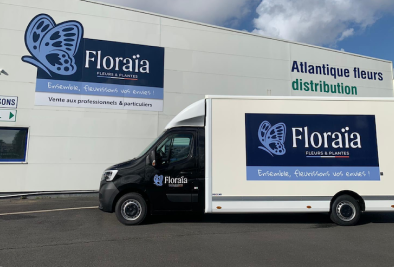 Floraïa
FLEURS & PLANTES
Ensemble, fleurissons vos envies !
Vente aux professionnels & particuliers
Atlantique fleurs
distribution
Floraïa
FLEURS & PLANTES
Ensemble, fleurissons vos envies !
Floraïa